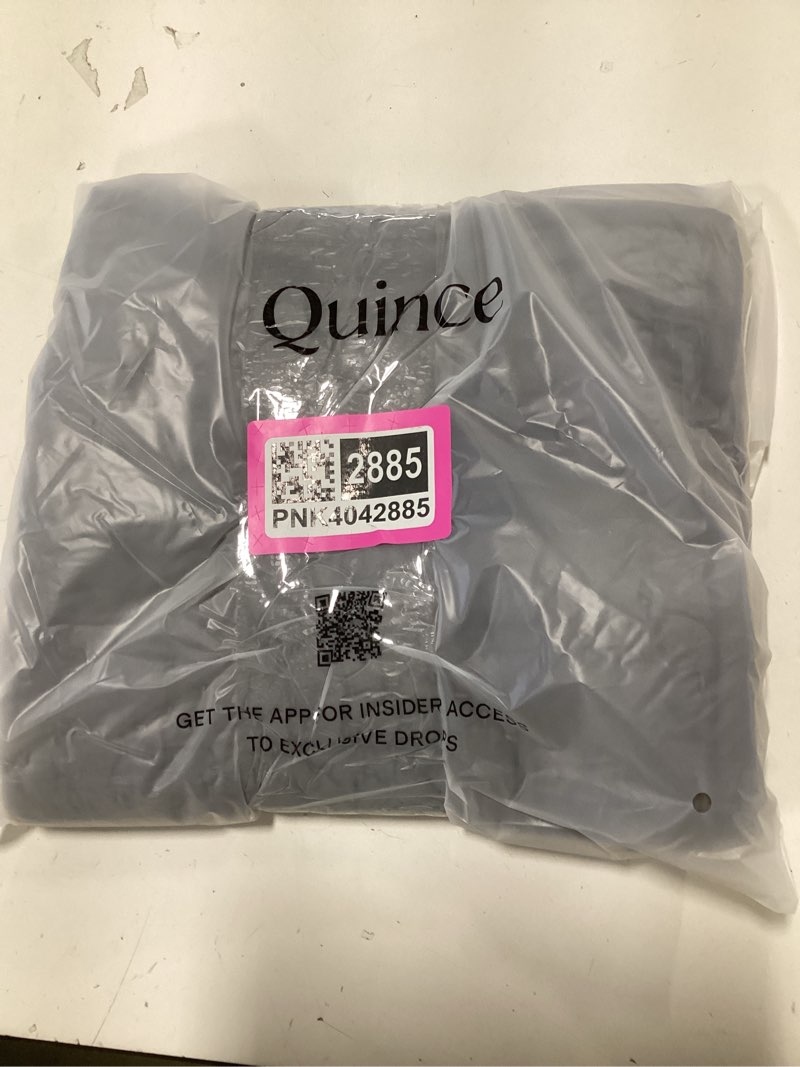 Quince
2885
PNK4042885
GET THE APP FOR INSIDER ACCESS
TO EXCLUSIVE DROPS